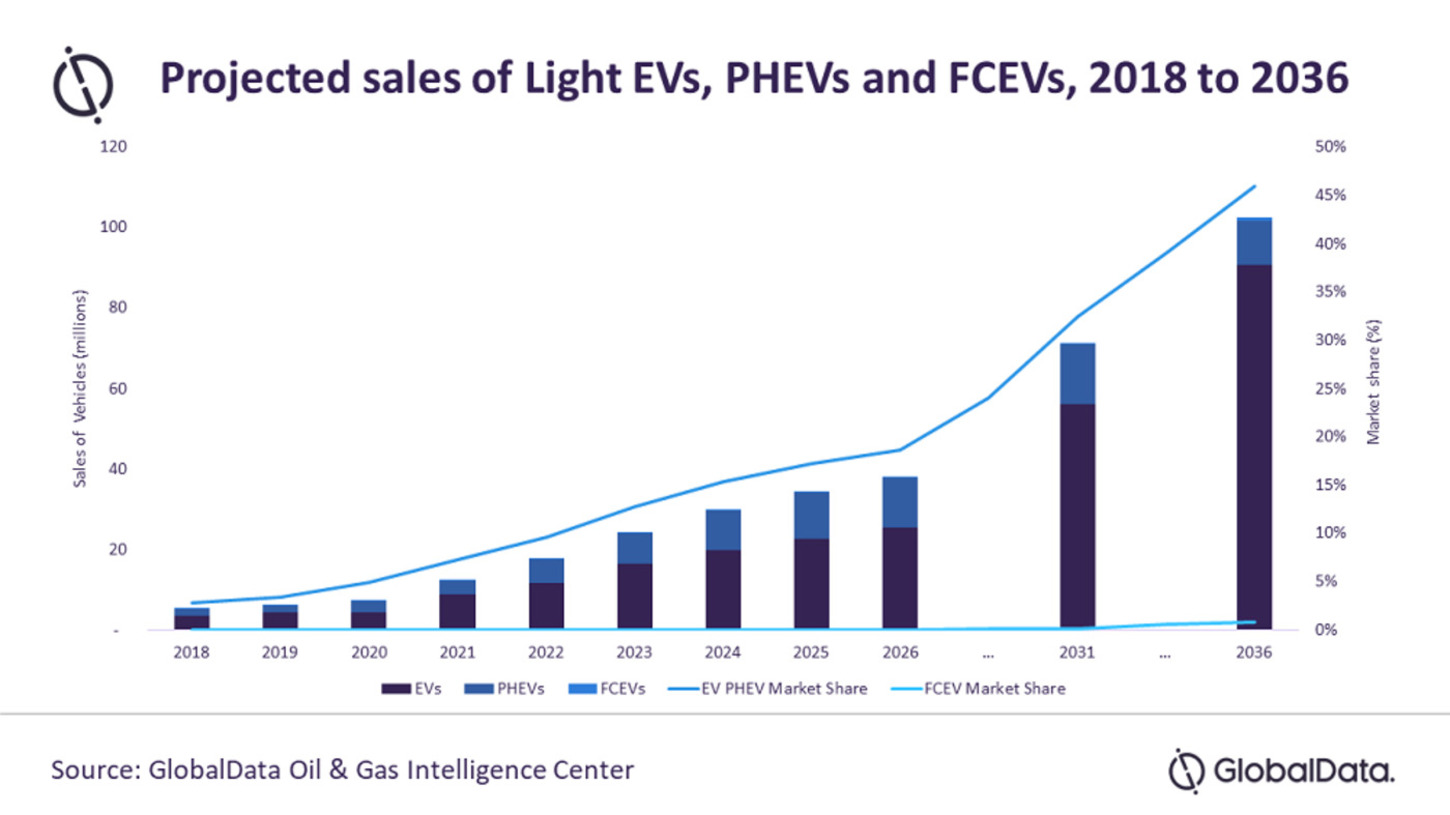 Projected sales of Light EVs, PHEVs and FCEVs, 2018 to 2036
120
100
80
60
40
20
-
Sales of Vehicles (millions)
50%
45%
40%
35%
30%
25%
20%
15%
10%
5%
0%
Market share (%)
2018 2019 2020 2021 2022 2023 2024 2025 2026 ... 2031 ... 2036
EVs PHEVs FCEVs EV PHEV Market Share FCEV Market Share
Source: GlobalData Oil & Gas Intelligence Center
GlobalData.